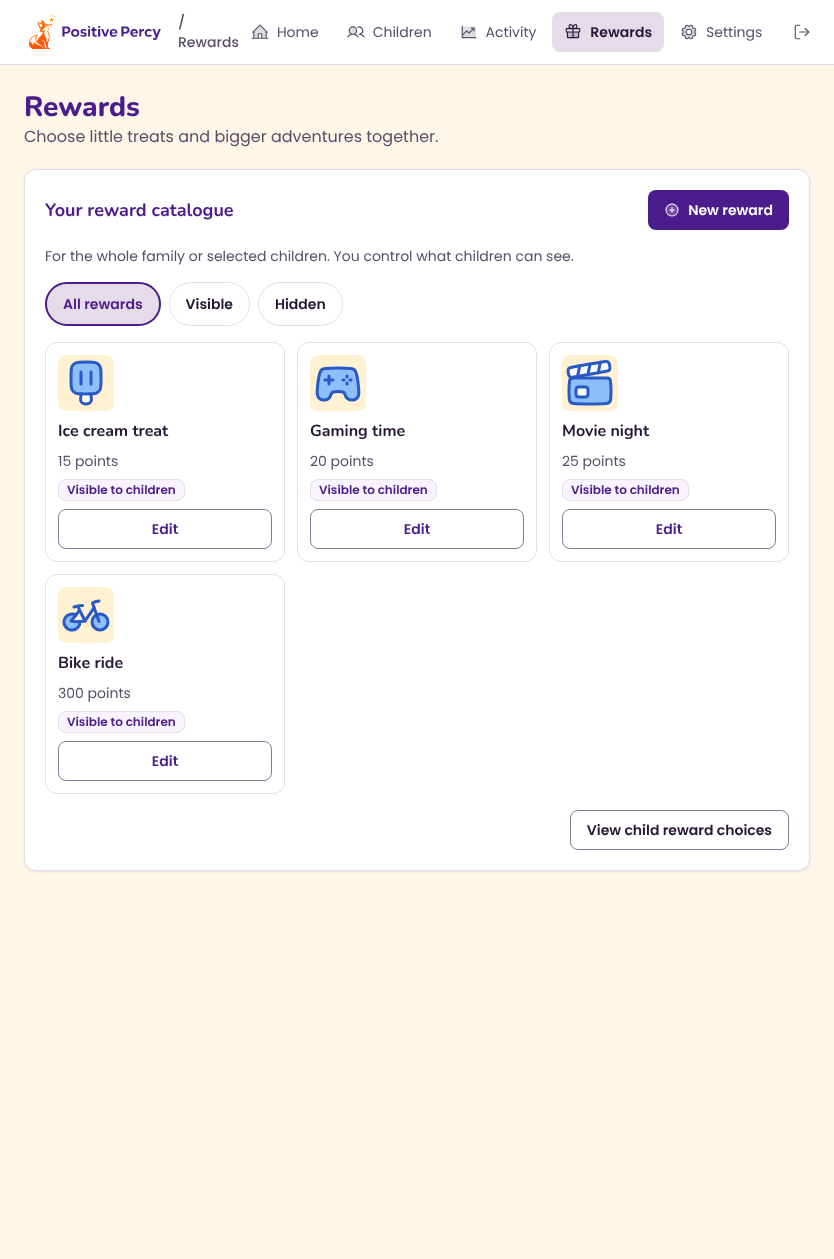 Positive Percy
/
Rewards
Home
Children
Activity
Rewards
Settings
Rewards
Choose little treats and bigger adventures together.
Your reward catalogue
New reward
For the whole family or selected children. You control what children can see.
All rewards
Visible
Hidden
Ice cream treat
15 points
Visible to children
Edit
Gaming time
20 points
Visible to children
Edit
Movie night
25 points
Visible to children
Edit
Bike ride
300 points
Visible to children
Edit
View child reward choices